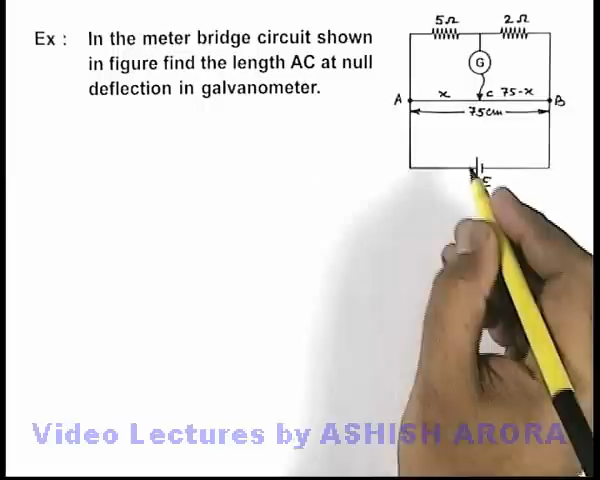 Ex : In the meter bridge circuit shown
in figure find the length AC at null
deflection in galvanometer.
5Ω 2Ω
G
A x C 75-x B
75cm
E
Video Lectures by ASHISH ARORA